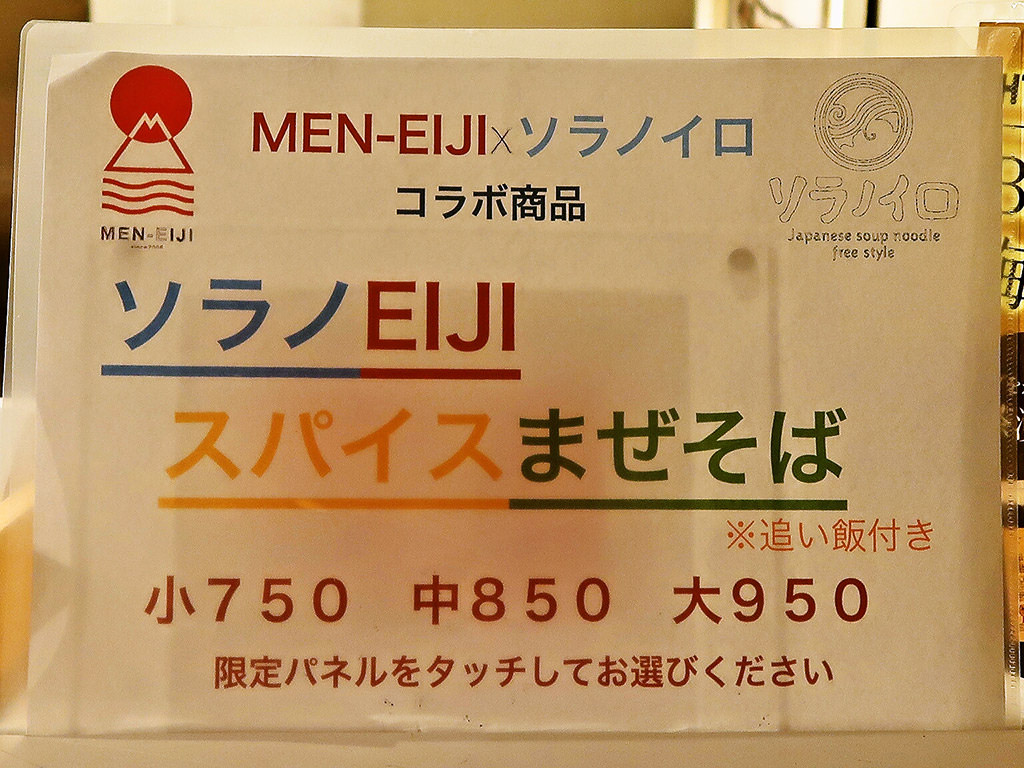 MEN-EIJI×ソラノイロ
コラボ商品
MEN-EIJI
ソラノイロ
Japanese soup noodle
free style
ソラノEIJI
スパイスまぜそば
※追い飯付き
小750 中850 大950
限定パネルをタッチしてお選びください